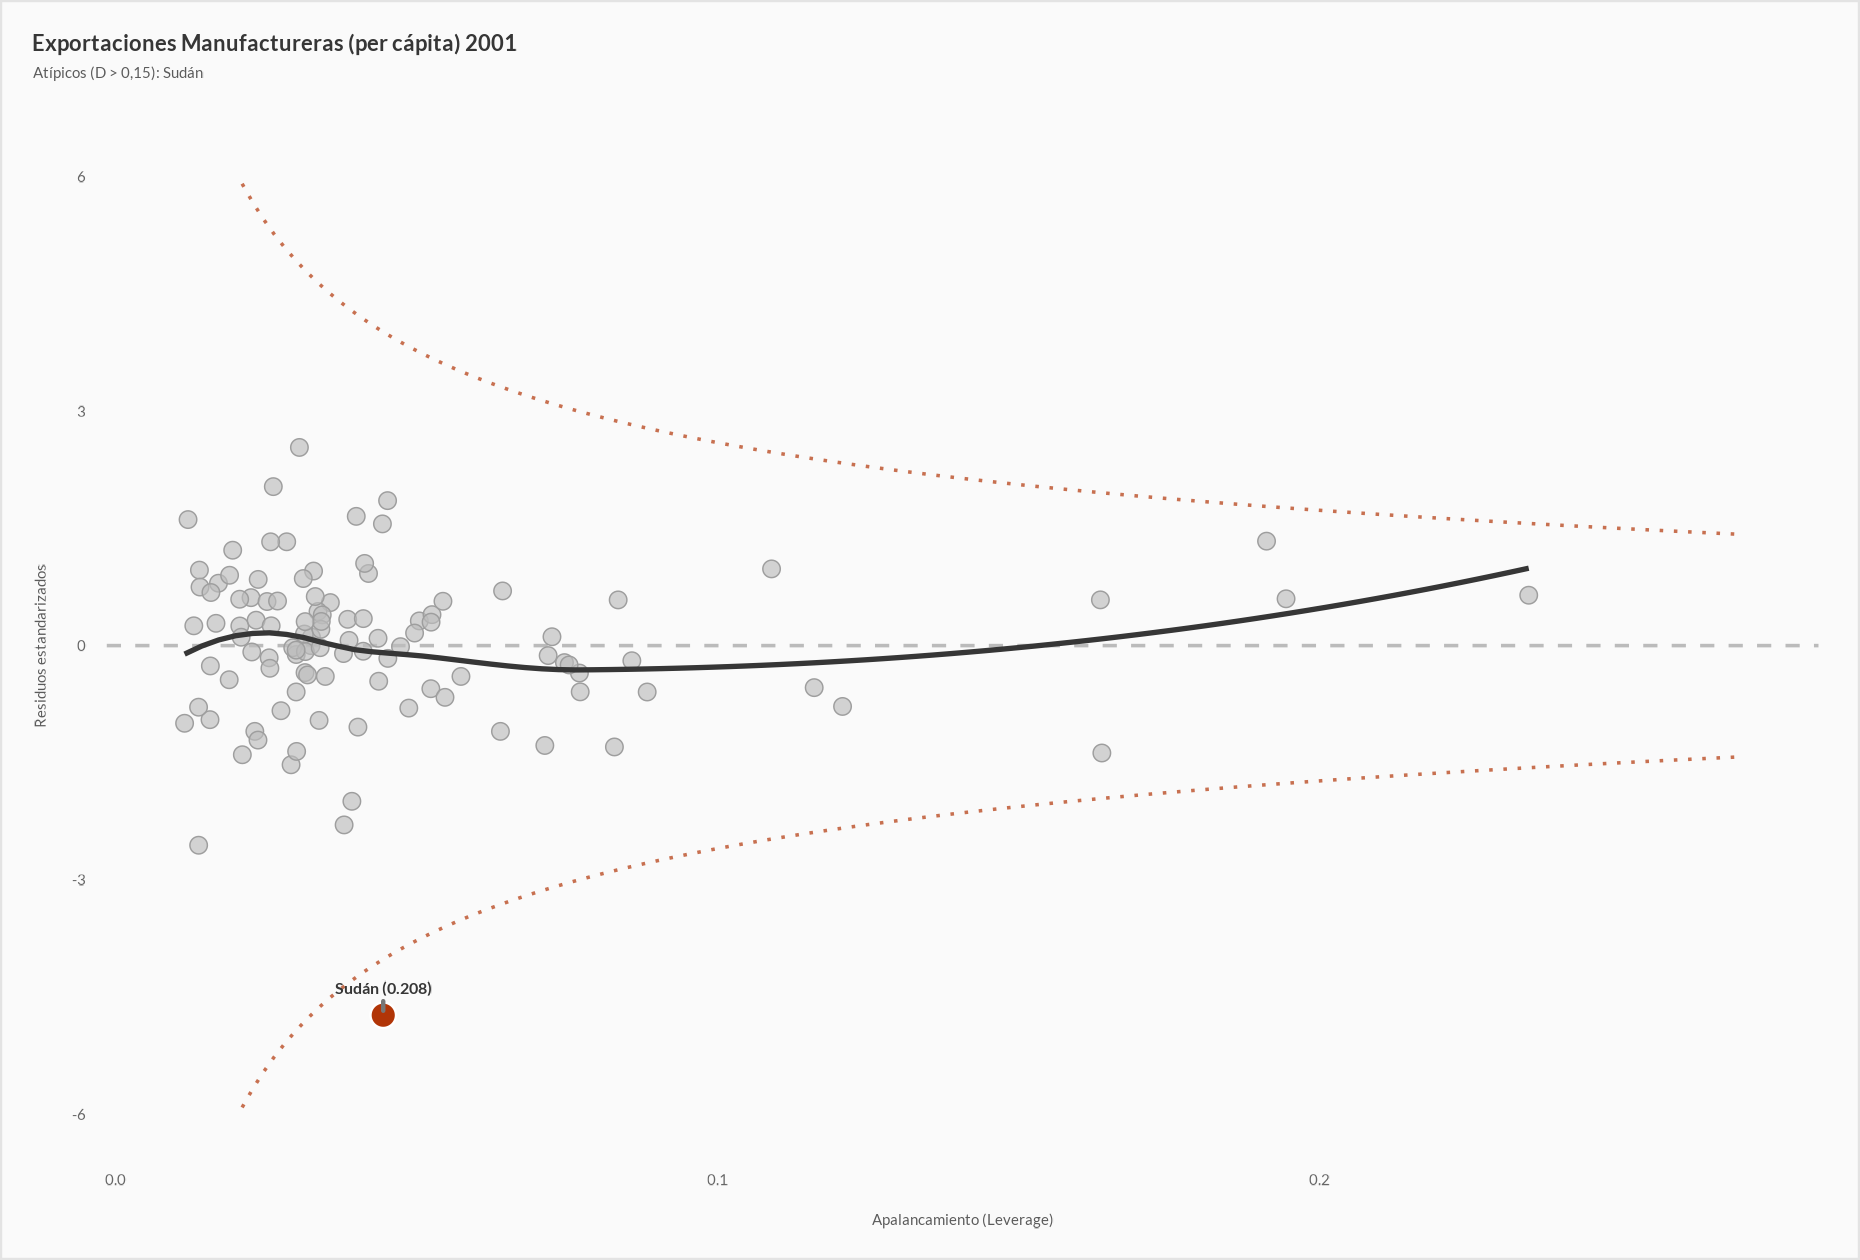 Exportaciones Manufactureras (per cápita) 2001
Atípicos (D > 0,15): Sudán
6
3
0
-3
-6
Residuos estandarizados
Sudán (0.208)
0.0
0.1
0.2
Apalancamiento (Leverage)